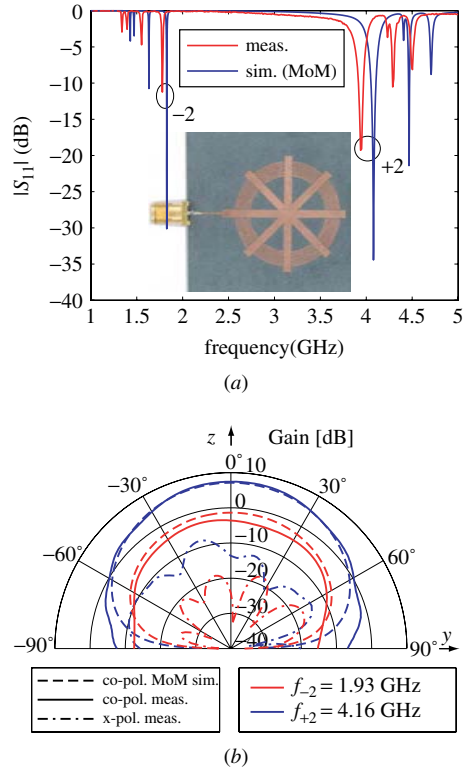 0
−5
−10
−15
−20
−25
−30
−35
−40
|S11| (dB)
meas.
sim. (MoM)
−2
+2
1 1.5 2 2.5 3 3.5 4 4.5 5
frequency(GHz)
(a)
z Gain [dB]
0° 10
−30° 30°
0
−10
−60° 60°
−20
−30
−40
−90° 90° y
co-pol. MoM sim.
co-pol. meas.
x-pol. meas.
f−2 = 1.93 GHz
f+2 = 4.16 GHz
(b)